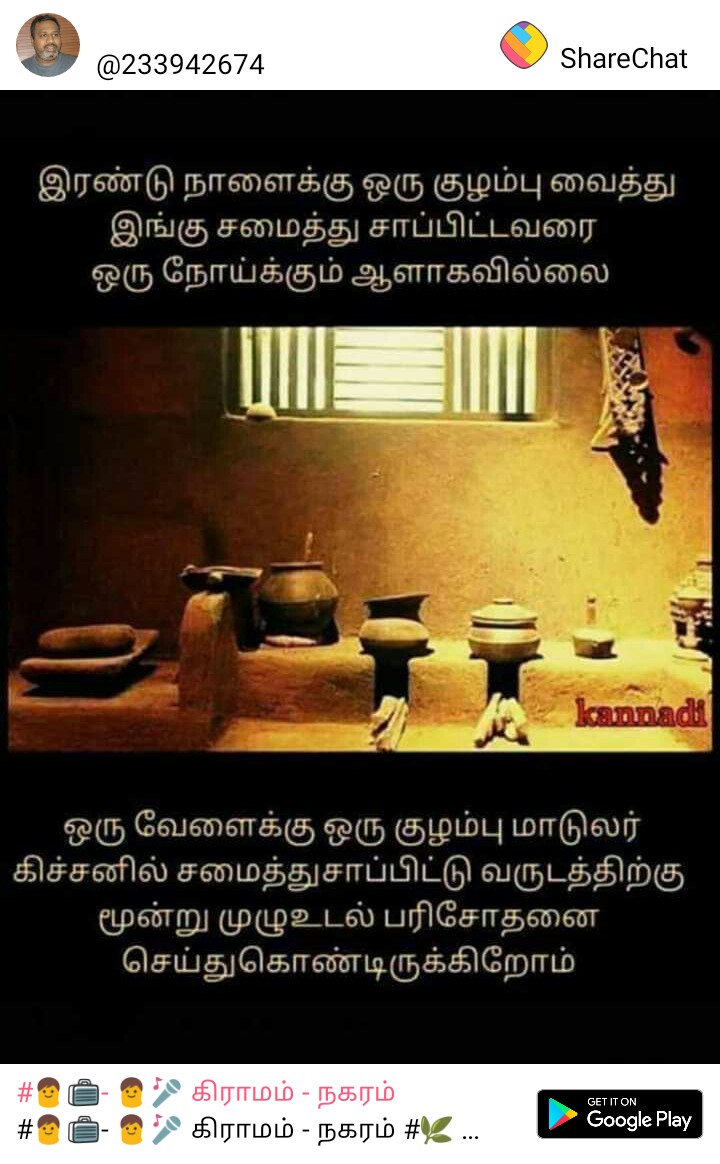 @233942674
ShareChat
இரண்டு நாளைக்கு ஒரு குழம்பு வைத்து
இங்கு சமைத்து சாப்பிட்டவரை
ஒரு நோய்க்கும் ஆளாகவில்லை
kannadi
ஒரு வேளைக்கு ஒரு குழம்பு மாடுலர்
கிச்சனில் சமைத்துசாப்பிட்டு வருடத்திற்கு
மூன்று முழுஉடல் பரிசோதனை
செய்துகொண்டிருக்கிறோம்
#👨💼- 👨🎤 கிராமம் - நகரம்
#👨💼- 👨🎤 கிராமம் - நகரம் #🌿 ...
GET IT ON
Google Play